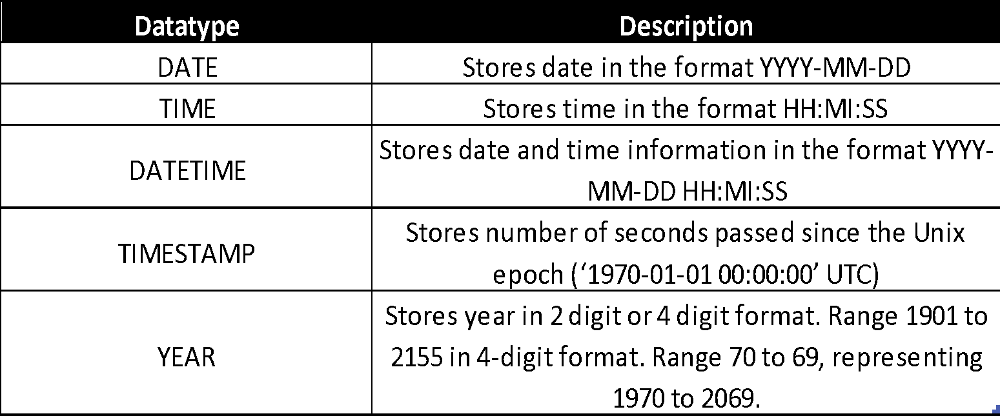 Datatype Description
DATE Stores date in the format YYYY-MM-DD
TIME Stores time in the format HH:MI:SS
DATETIME Stores date and time information in the format YYYY-
MM-DD HH:MI:SS
TIMESTAMP Stores number of seconds passed since the Unix
epoch (‘1970-01-01 00:00:00’ UTC)
YEAR Stores year in 2 digit or 4 digit format. Range 1901 to
2155 in 4-digit format. Range 70 to 69, representing
1970 to 2069.